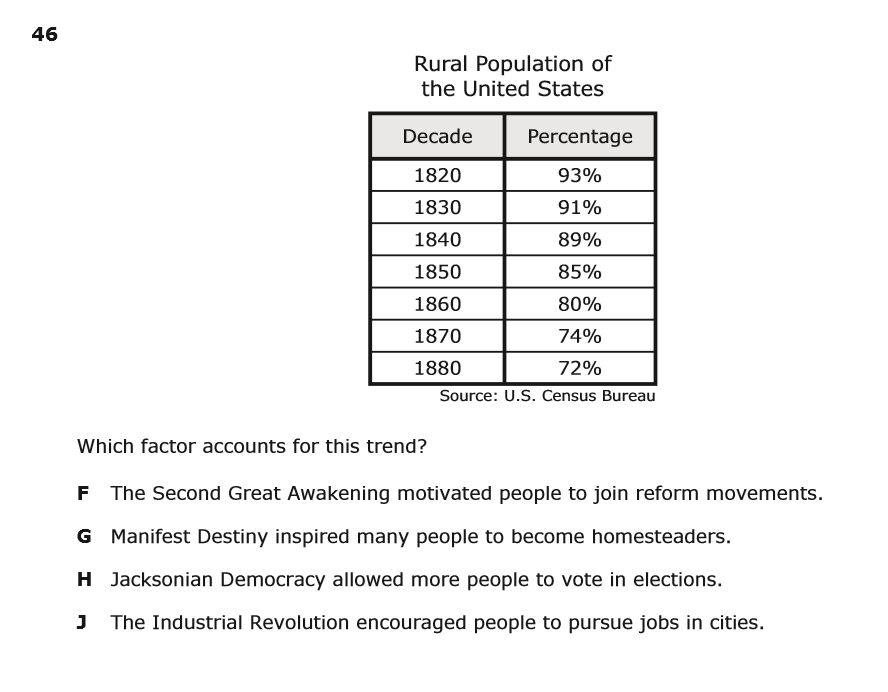 46
Rural Population of
the United States
Decade Percentage
1820 93%
1830 91%
1840 89%
1850 85%
1860 80%
1870 74%
1880 72%
Source: U.S. Census Bureau
Which factor accounts for this trend?
F The Second Great Awakening motivated people to join reform movements.
G Manifest Destiny inspired many people to become homesteaders.
H Jacksonian Democracy allowed more people to vote in elections.
J The Industrial Revolution encouraged people to pursue jobs in cities.